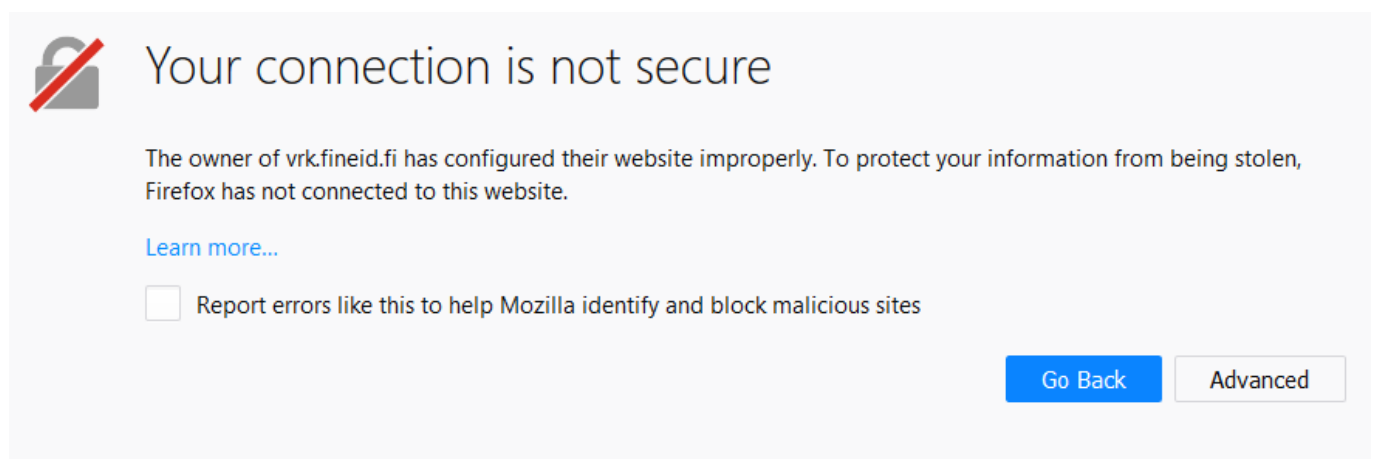 Your connection is not secure
The owner of vrk.fineid.fi has configured their website improperly. To protect your information from being stolen,
Firefox has not connected to this website.
Learn more...
Report errors like this to help Mozilla identify and block malicious sites
Go Back
Advanced